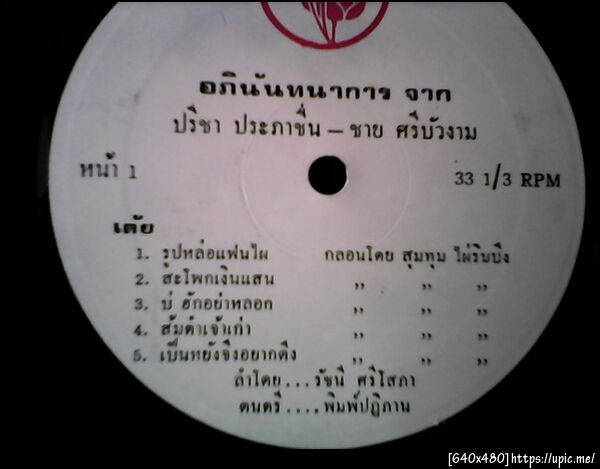 อภินันทนาการ จาก
ปรีชา ประภาชื่น – ชาย ศรีบัวงาม
หน้า 1
33 1/3 RPM
เต้ย
1. รูปหล่อแฟนไผ กลอนโดย สุมทุม ไผ่ริมบึง
2. สะโพกเงินแสน ,, ,, ,,
3. บ่ ฮักอย่าหลอก ,, ,, ,,
4. ส้มตำเจ้าเก่า ,, ,, ,,
5. เป็นหยังจึงอยากดัง ,, ,, ,,
ลำโดย...รัชนี ศรีโสภา
ดนตรี....พิมพ์ปฏิภาน
[640x480]https://upic.me/